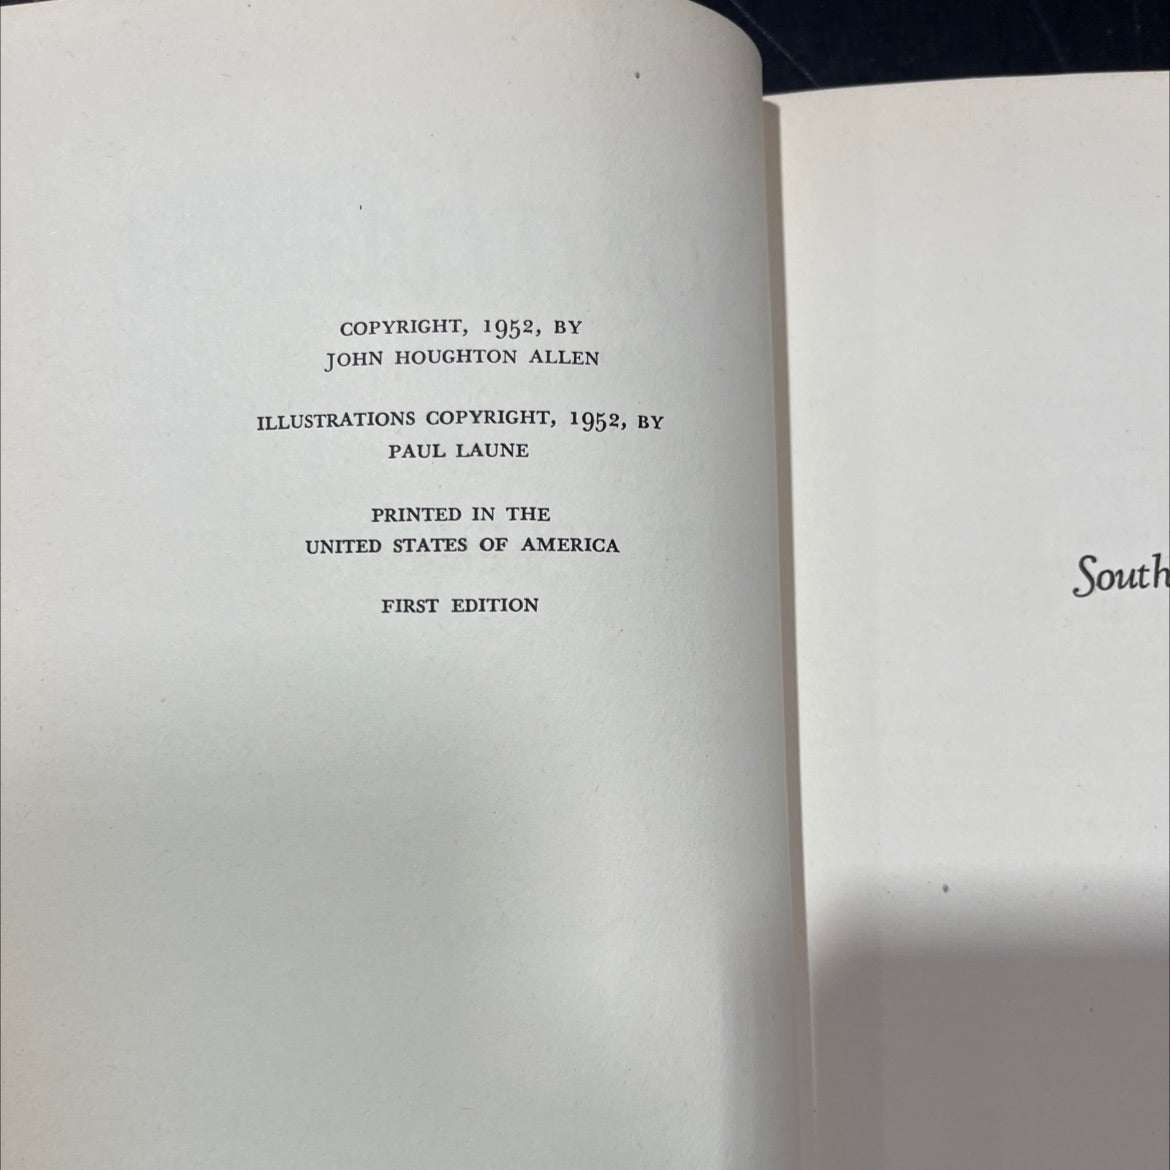 COPYRIGHT, 1952, BY
JOHN HOUGHTON ALLEN
ILLUSTRATIONS COPYRIGHT, 1952, BY
PAUL LAUNE
PRINTED IN THE
UNITED STATES OF AMERICA
FIRST EDITION
South